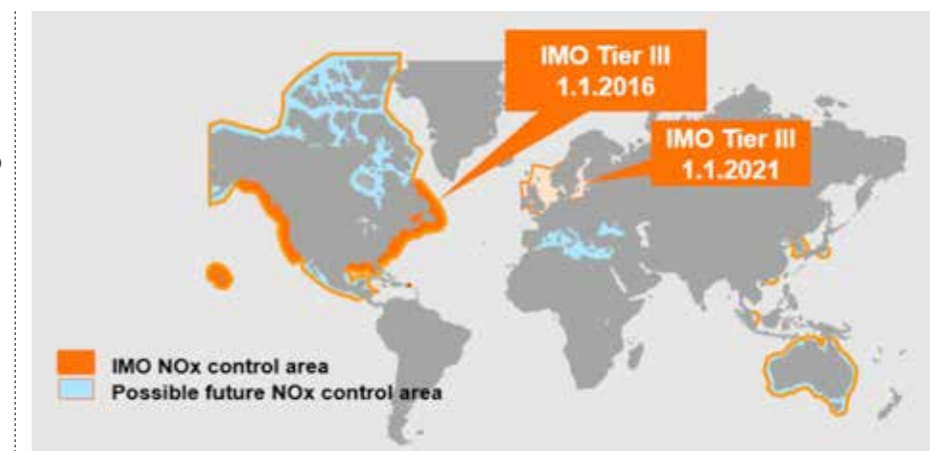 IMO Tier III
1.1.2016
IMO Tier III
1.1.2021
IMO NOx control area
Possible future NOx control area